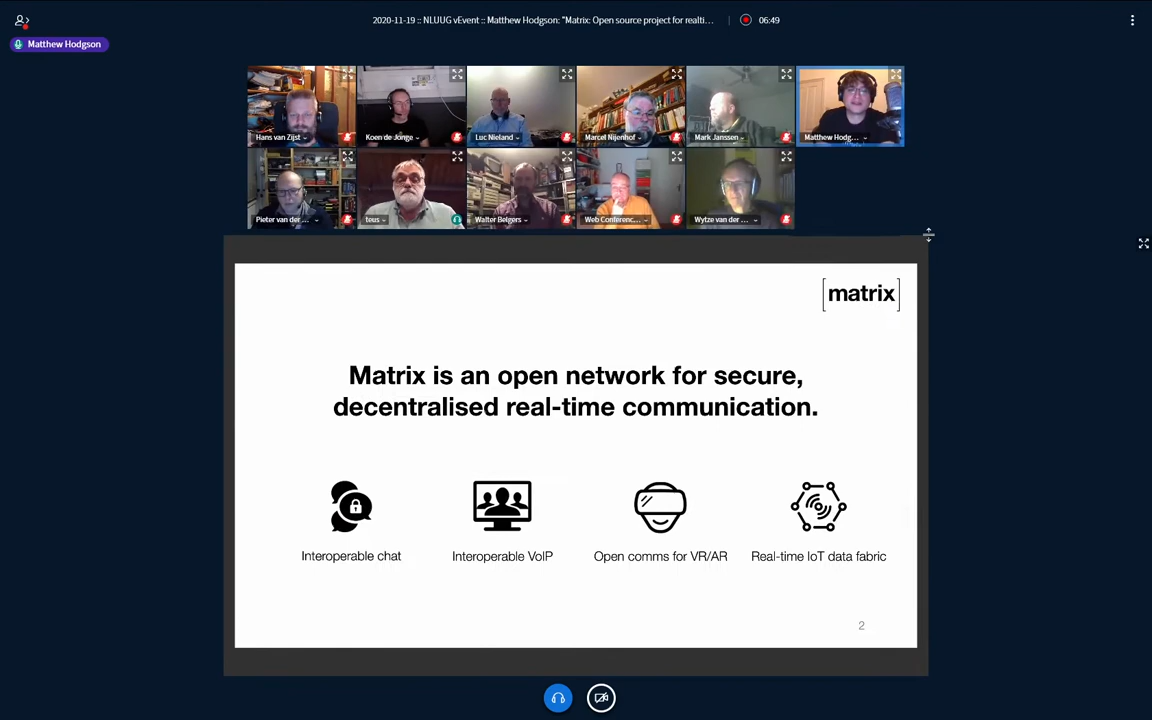 2020-11-19 :: NLUUG vEvent :: Matthew Hodgson: "Matrix: Open source project for realti...
06:49
Matthew Hodgson
Hans van Zijst
Koen de Jonge
Luc Nieland
Marcel Nijenhof
Mark Janssen
Matthew Hodg...
Pieter van der ...
teus
Walter Belgers
Web Conferenc...
Wytze van der ...
[matrix]
Matrix is an open network for secure,
decentralised real-time communication.
Interoperable chat
Interoperable VoIP
Open comms for VR/AR
Real-time IoT data fabric
2